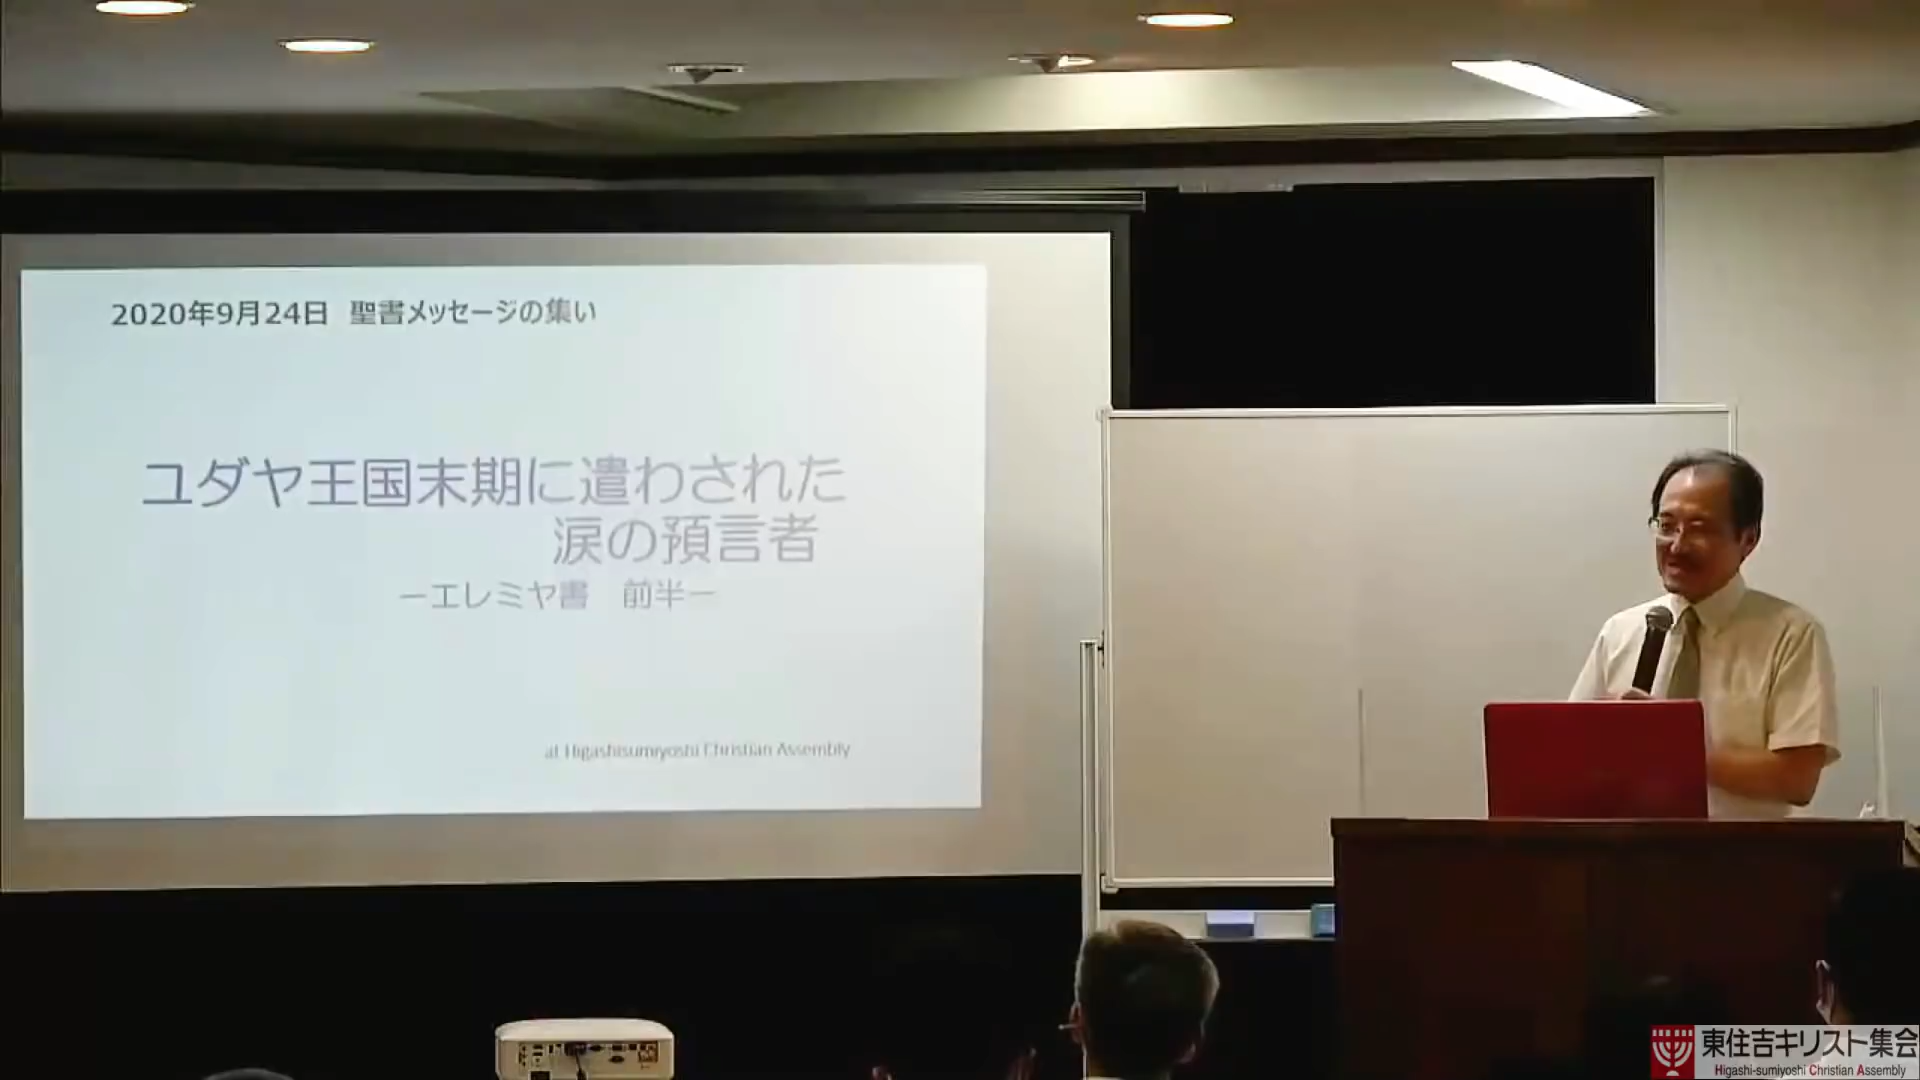 2020年9月24日 聖書メッセージの集い
ユダヤ王国末期に遣わされた
涙の預言者
ーエレミヤ書 前半ー
at Higashisumiyoshi Christian Assembly
東住吉キリスト集会
Higashi-sumiyoshi Christian Assembly